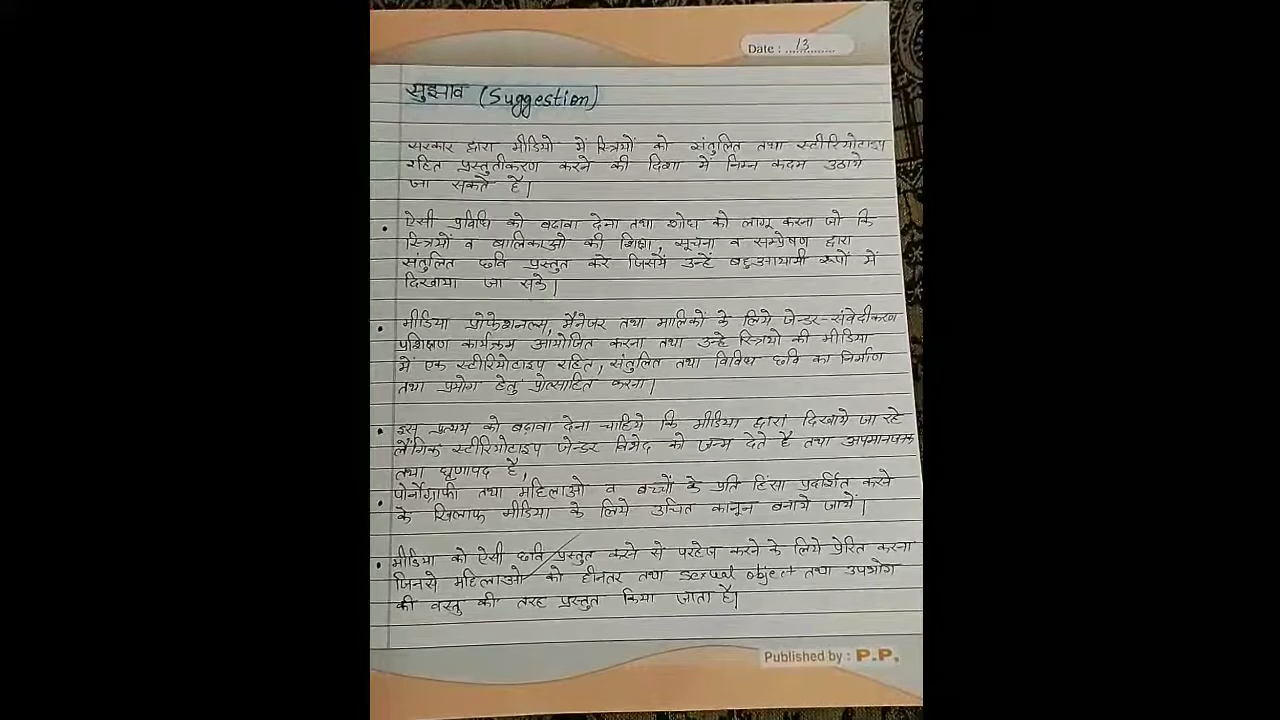 Date : 13
सुझाव (Suggestion)
सरकार द्वारा मीडियो में स्त्रियों को संतुलित तथा स्टीरियोटाइप
रहित प्रस्तुतीकरण करने की दिशा में निम्न कदम उठाये
जा सकते है।
• ऐसी प्रविधि को बढावा देना तथा शोध को लागू करना जो कि
स्त्रियों व बालिकाओ की शिक्षा, सूचना व सम्प्रेषण द्वारा
संतुलित छवि प्रस्तुत करे जिसमें उन्हें बहुआयामी रूपों में
दिखाया जा सके।
• मीडिया प्रोफेशनल्स, मैनेजर तथा मालिकों के लिये जेन्डर-संवेदीकरण
प्रशिक्षण कार्यक्रम आयोजित करना तथा उन्हे स्त्रियो की मीडिया
में एक स्टीरियोटाइप रहित, संतुलित तथा विविध छवि का निर्माण
तथा प्रयोग हेतु प्रोत्साहित करना।
• इस प्रत्यय को बढ़ावा देना चाहिये कि मीडिया द्वारा दिखाये जा रहे
लैंगिक स्टीरियोटाइप जेन्डर विभेद को जन्म देते है तथा अपमानजनक
तथा घृणापद है,
• पोर्नोग्राफी तथा महिलाओ व बच्चों के प्रति हिंसा प्रदर्शित करने
के खिलाफ मीडिया के लिये उचित कानून बनाये जायें।
• मीडिया को ऐसी छवि प्रस्तुत करने से परहेज करने के लिये प्रेरित करना
जिनसे महिलाओ को हीनतर तथा sexual object तथा उपभोग
की वस्तु की तरह प्रस्तुत किया जाता है।
Published by : P.P.